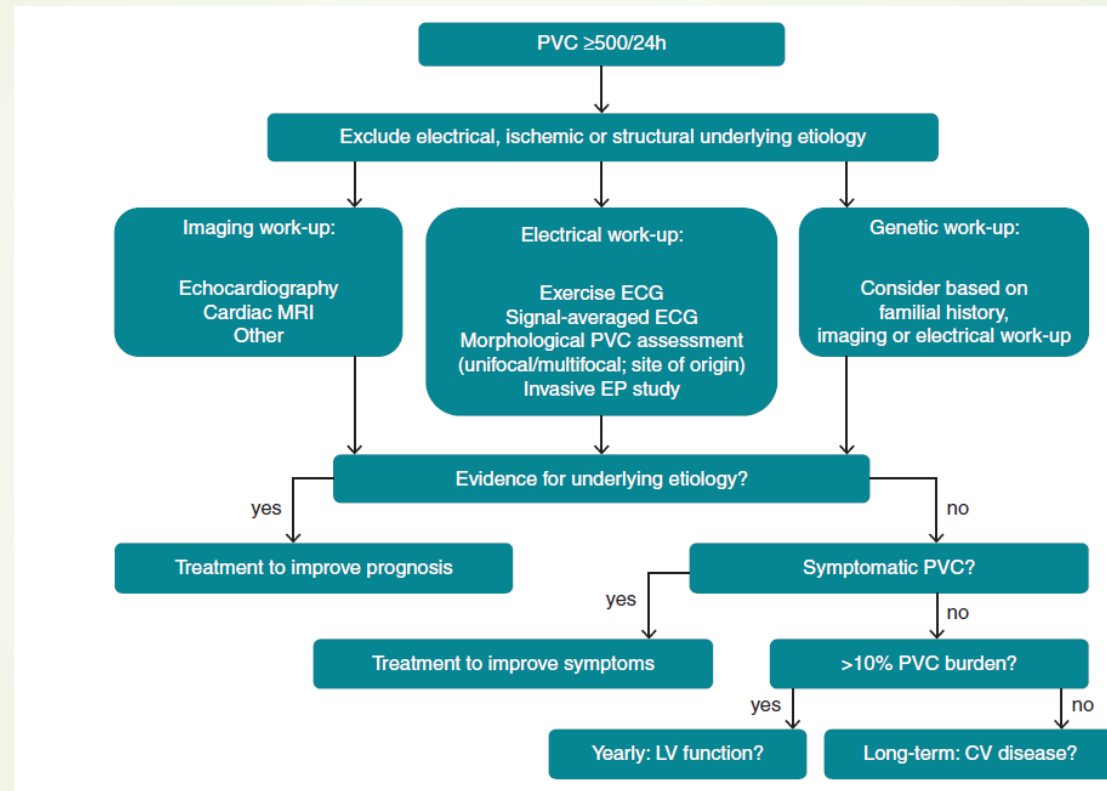 PVC ≥500/24h
Exclude electrical, ischemic or structural underlying etiology
Imaging work-up:
Echocardiography
Cardiac MRI
Other
Electrical work-up:
Exercise ECG
Signal-averaged ECG
Morphological PVC assessment
(unifocal/multifocal; site of origin)
Invasive EP study
Genetic work-up:
Consider based on
familial history,
imaging or electrical work-up
Evidence for underlying etiology?
yes
no
Treatment to improve prognosis
Symptomatic PVC?
yes
no
Treatment to improve symptoms
>10% PVC burden?
yes
no
Yearly: LV function?
Long-term: CV disease?